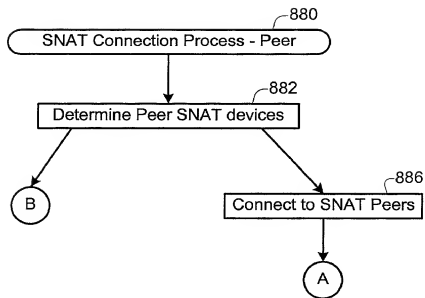 880
SNAT Connection Process - Peer
882
Determine Peer SNAT devices
B
886
Connect to SNAT Peers
A